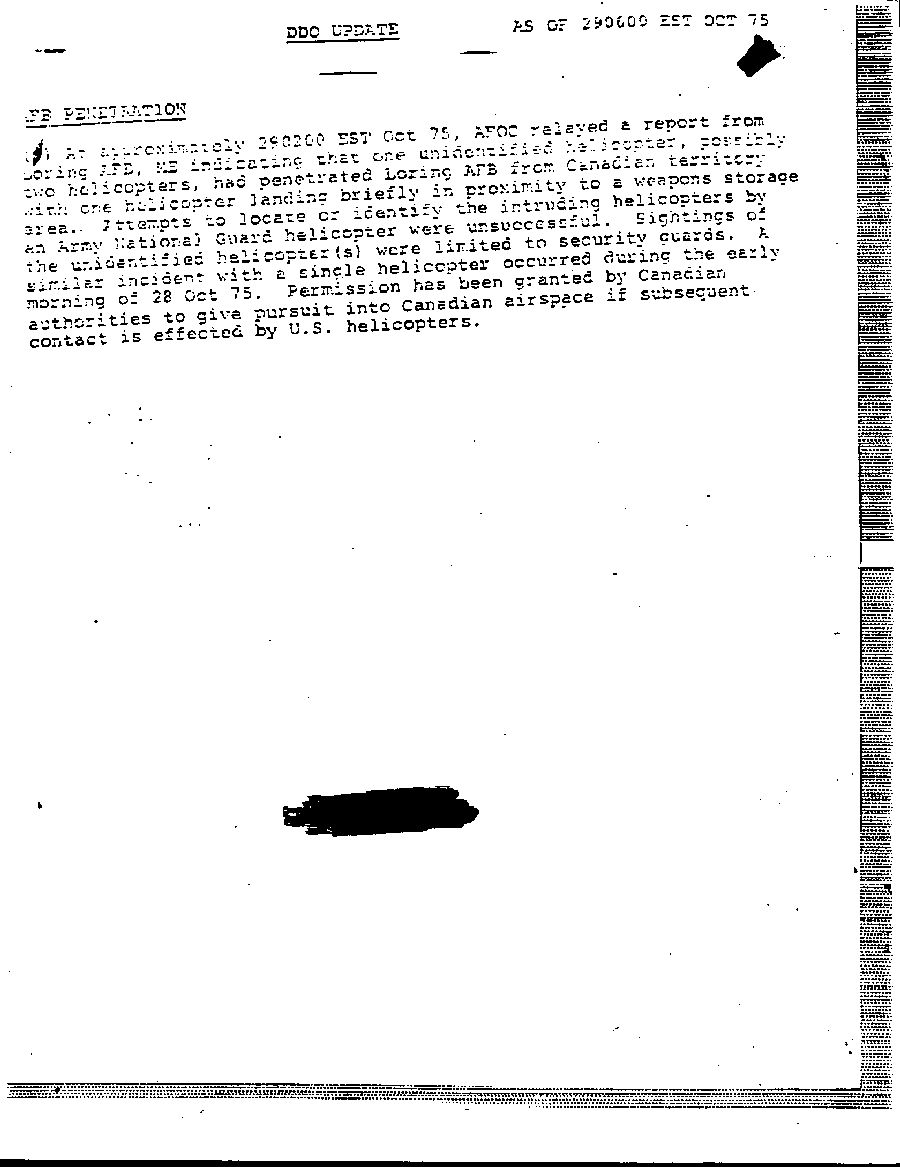 DDO UPDATE AS OF 290600 EST OCT 75
AFB PENETRATION
( ) At approximately 290200 EST Oct 75, AFOC relayed a report from
Loring AFB, ME indicating that one unidentified helicopter, possibly
two helicopters, had penetrated Loring AFB from Canadian territory
with one helicopter landing briefly in proximity to a weapons storage
area. Attempts to locate or identify the intruding helicopters by
an Army National Guard helicopter were unsuccessful. Sightings of
the unidentified helicopter(s) were limited to security guards. A
similar incident with a single helicopter occurred during the early
morning of 28 Oct 75. Permission has been granted by Canadian
authorities to give pursuit into Canadian airspace if subsequent
contact is effected by U.S. helicopters.